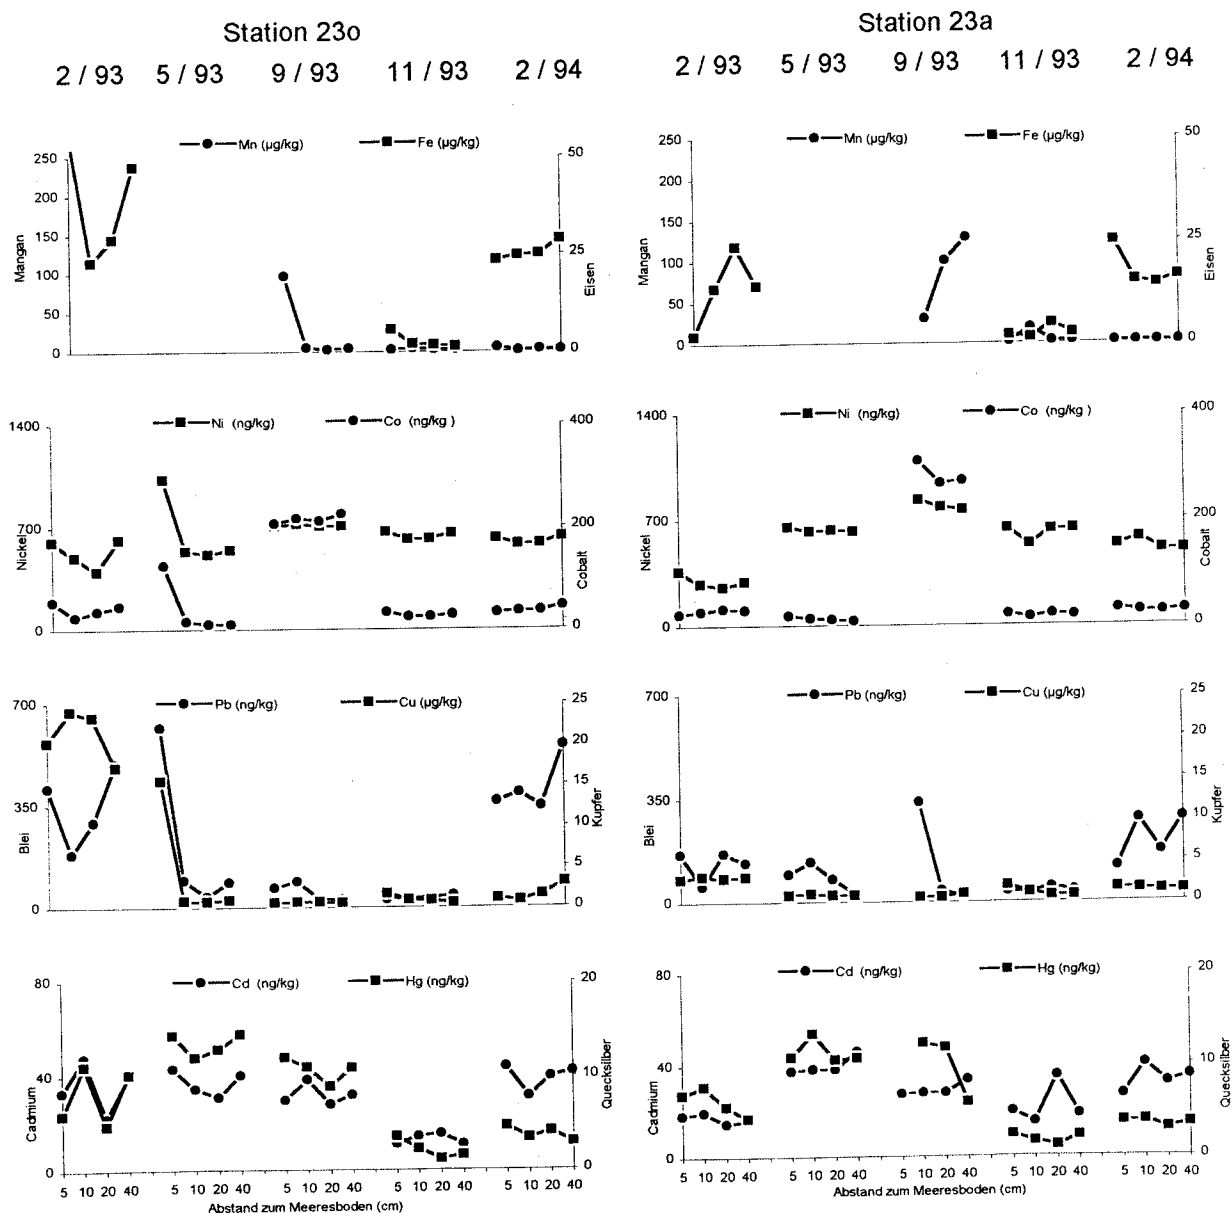 Station 23o
2 / 93 5 / 93 9 / 93 11 / 93 2 / 94
Mn (µg/kg) Fe (µg/kg)
250
200
150
100
50
0
Mangan
50
25
0
Eisen
Ni (ng/kg) Co (ng/kg )
1400
700
0
Nickel
400
200
0
Cobalt
Pb (ng/kg) Cu (µg/kg)
700
350
0
Blei
25
20
15
10
5
0
Kupfer
Cd (ng/kg) Hg (ng/kg)
80
40
0
Cadmium
20
10
0
Quecksilber
5 10 20 40 5 10 20 40 5 10 20 40 5 10 20 40 5 10 20 40
Abstand zum Meeresboden (cm)
Station 23a
2 / 93 5 / 93 9 / 93 11 / 93 2 / 94
Mn (µg/kg) Fe (µg/kg)
250
200
150
100
50
0
Mangan
50
25
0
Eisen
Ni (ng/kg) Co (ng/kg)
1400
700
0
Nickel
400
200
0
Cobalt
Pb (ng/kg) Cu (µg/kg)
700
350
0
Blei
25
20
15
10
5
0
Kupfer
Cd (ng/kg) Hg (ng/kg)
80
40
0
Cadmium
20
10
0
Quecksilber
5 10 20 40 5 10 20 40 5 10 20 40 5 10 20 40 5 10 20 40
Abstand zum Meeresboden (cm)